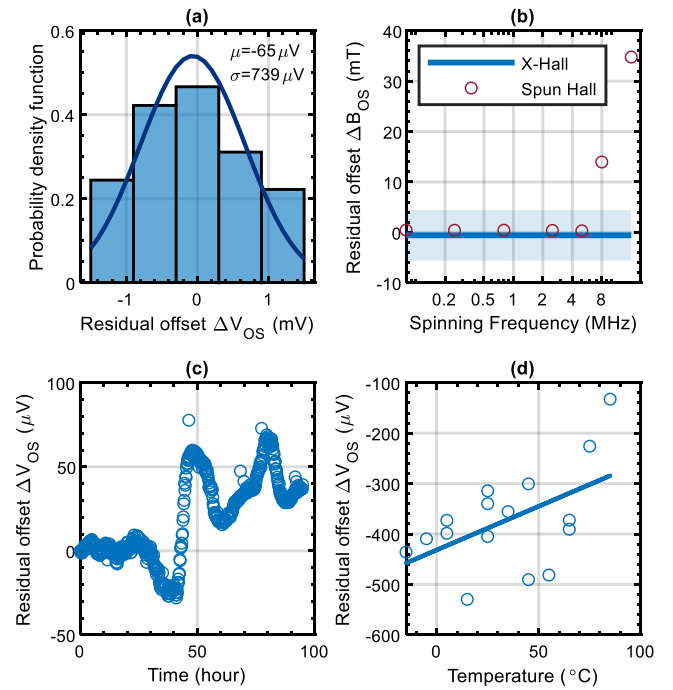 (a)
μ=-65 μV
σ=739 μV
Probability density function
0.6
0.4
0.2
0
-1
0
1
Residual offset ΔV_OS (mV)
(b)
X-Hall
Spun Hall
Residual offset ΔB_OS (mT)
40
30
20
10
0
-10
0.2
0.5
1
2
4
8
Spinning Frequency (MHz)
(c)
Residual offset ΔV_OS (μV)
100
50
0
-50
0
50
100
Time (hour)
(d)
Residual offset ΔV_OS (μV)
-100
-200
-300
-400
-500
-600
0
50
100
Temperature (°C)